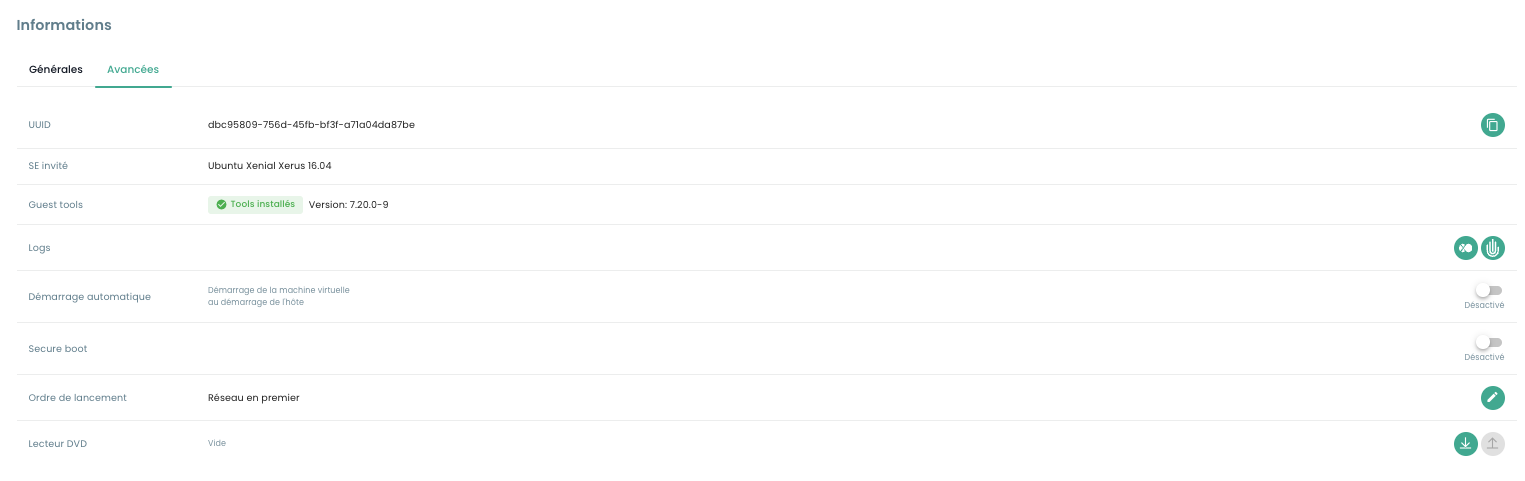 Informations
Générales Avancées
UUID dbc95809-756d-45fb-bf3f-a71a04da87be
SE invité Ubuntu Xenial Xerus 16.04
Guest tools Tools installés Version: 7.20.0-9
Logs
Démarrage automatique Démarrage de la machine virtuelle
au démarrage de l'hôte
Désactivé
Secure boot
Désactivé
Ordre de lancement Réseau en premier
Lecteur DVD Vide